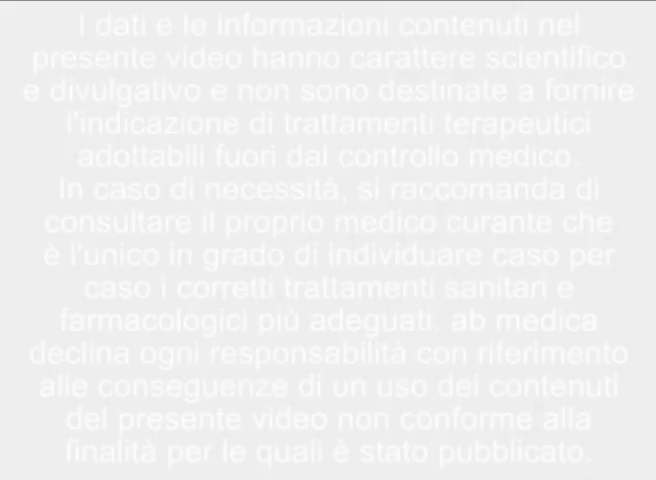 I dati e le informazioni contenuti nel
presente video hanno carattere scientifico
e divulgativo e non sono destinate a fornire
l'indicazione di trattamenti terapeutici
adottabili fuori dal controllo medico.
In caso di necessità, si raccomanda di
consultare il proprio medico curante che
è l'unico in grado di individuare caso per
caso i corretti trattamenti sanitari e
farmacologici più adeguati. ab medica
declina ogni responsabilità con riferimento
alle conseguenze di un uso dei contenuti
del presente video non conforme alla
finalità per le quali è stato pubblicato.